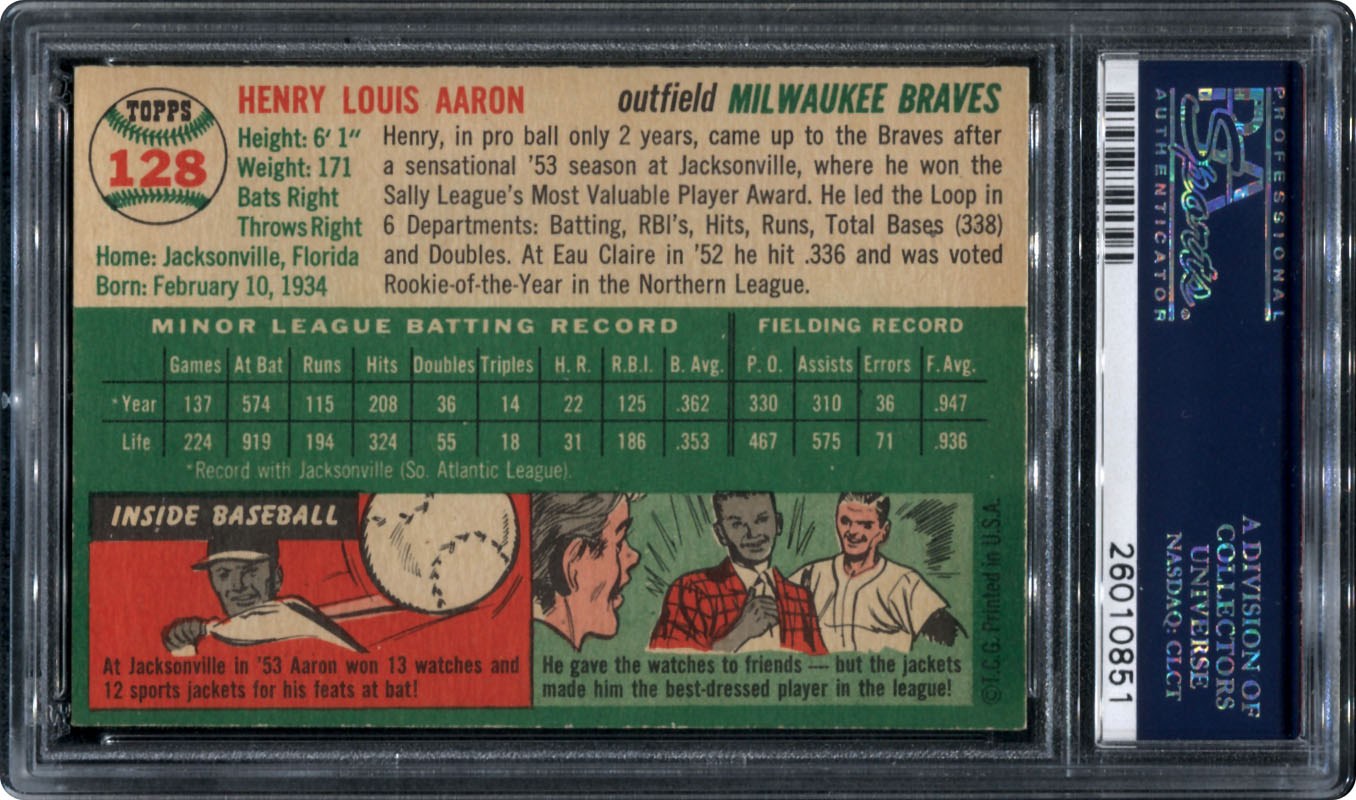 TOPPS
128
HENRY LOUIS AARON
outfield MILWAUKEE BRAVES
Height: 6' 1"
Weight: 171
Bats Right
Throws Right
Home: Jacksonville, Florida
Born: February 10, 1934
Henry, in pro ball only 2 years, came up to the Braves after
a sensational '53 season at Jacksonville, where he won the
Sally League's Most Valuable Player Award. He led the Loop in
6 Departments: Batting, RBI's, Hits, Runs, Total Bases (338)
and Doubles. At Eau Claire in '52 he hit .336 and was voted
Rookie-of-the-Year in the Northern League.
MINOR LEAGUE BATTING RECORD FIELDING RECORD
Games At Bat Runs Hits Doubles Triples H. R. R.B.I. B. Avg. P. O. Assists Errors F. Avg.
*Year 137 574 115 208 36 14 22 125 .362 330 310 36 .947
Life 224 919 194 324 55 18 31 186 .353 467 575 71 .936
*Record with Jacksonville (So. Atlantic League).
INSIDE BASEBALL
At Jacksonville in '53 Aaron won 13 watches and
12 sports jackets for his feats at bat!
He gave the watches to friends — but the jackets
made him the best-dressed player in the league!
©T.C.G. Printed in U.S.A.
PROFESSIONAL
PSA
Sports
AUTHENTICATOR
®
A DIVISION OF
COLLECTORS
UNIVERSE
NASDAQ: CLCT
26010851